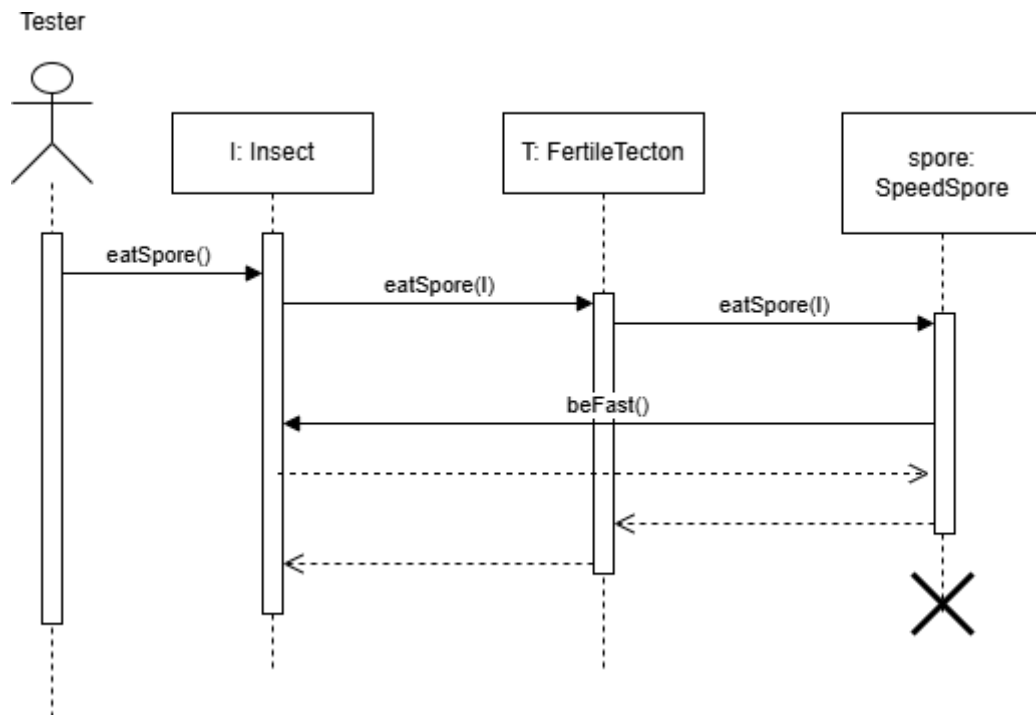 Tester
I: Insect
T: FertileTecton
spore:
SpeedSpore
eatSpore()
eatSpore(I)
eatSpore(I)
beFast()